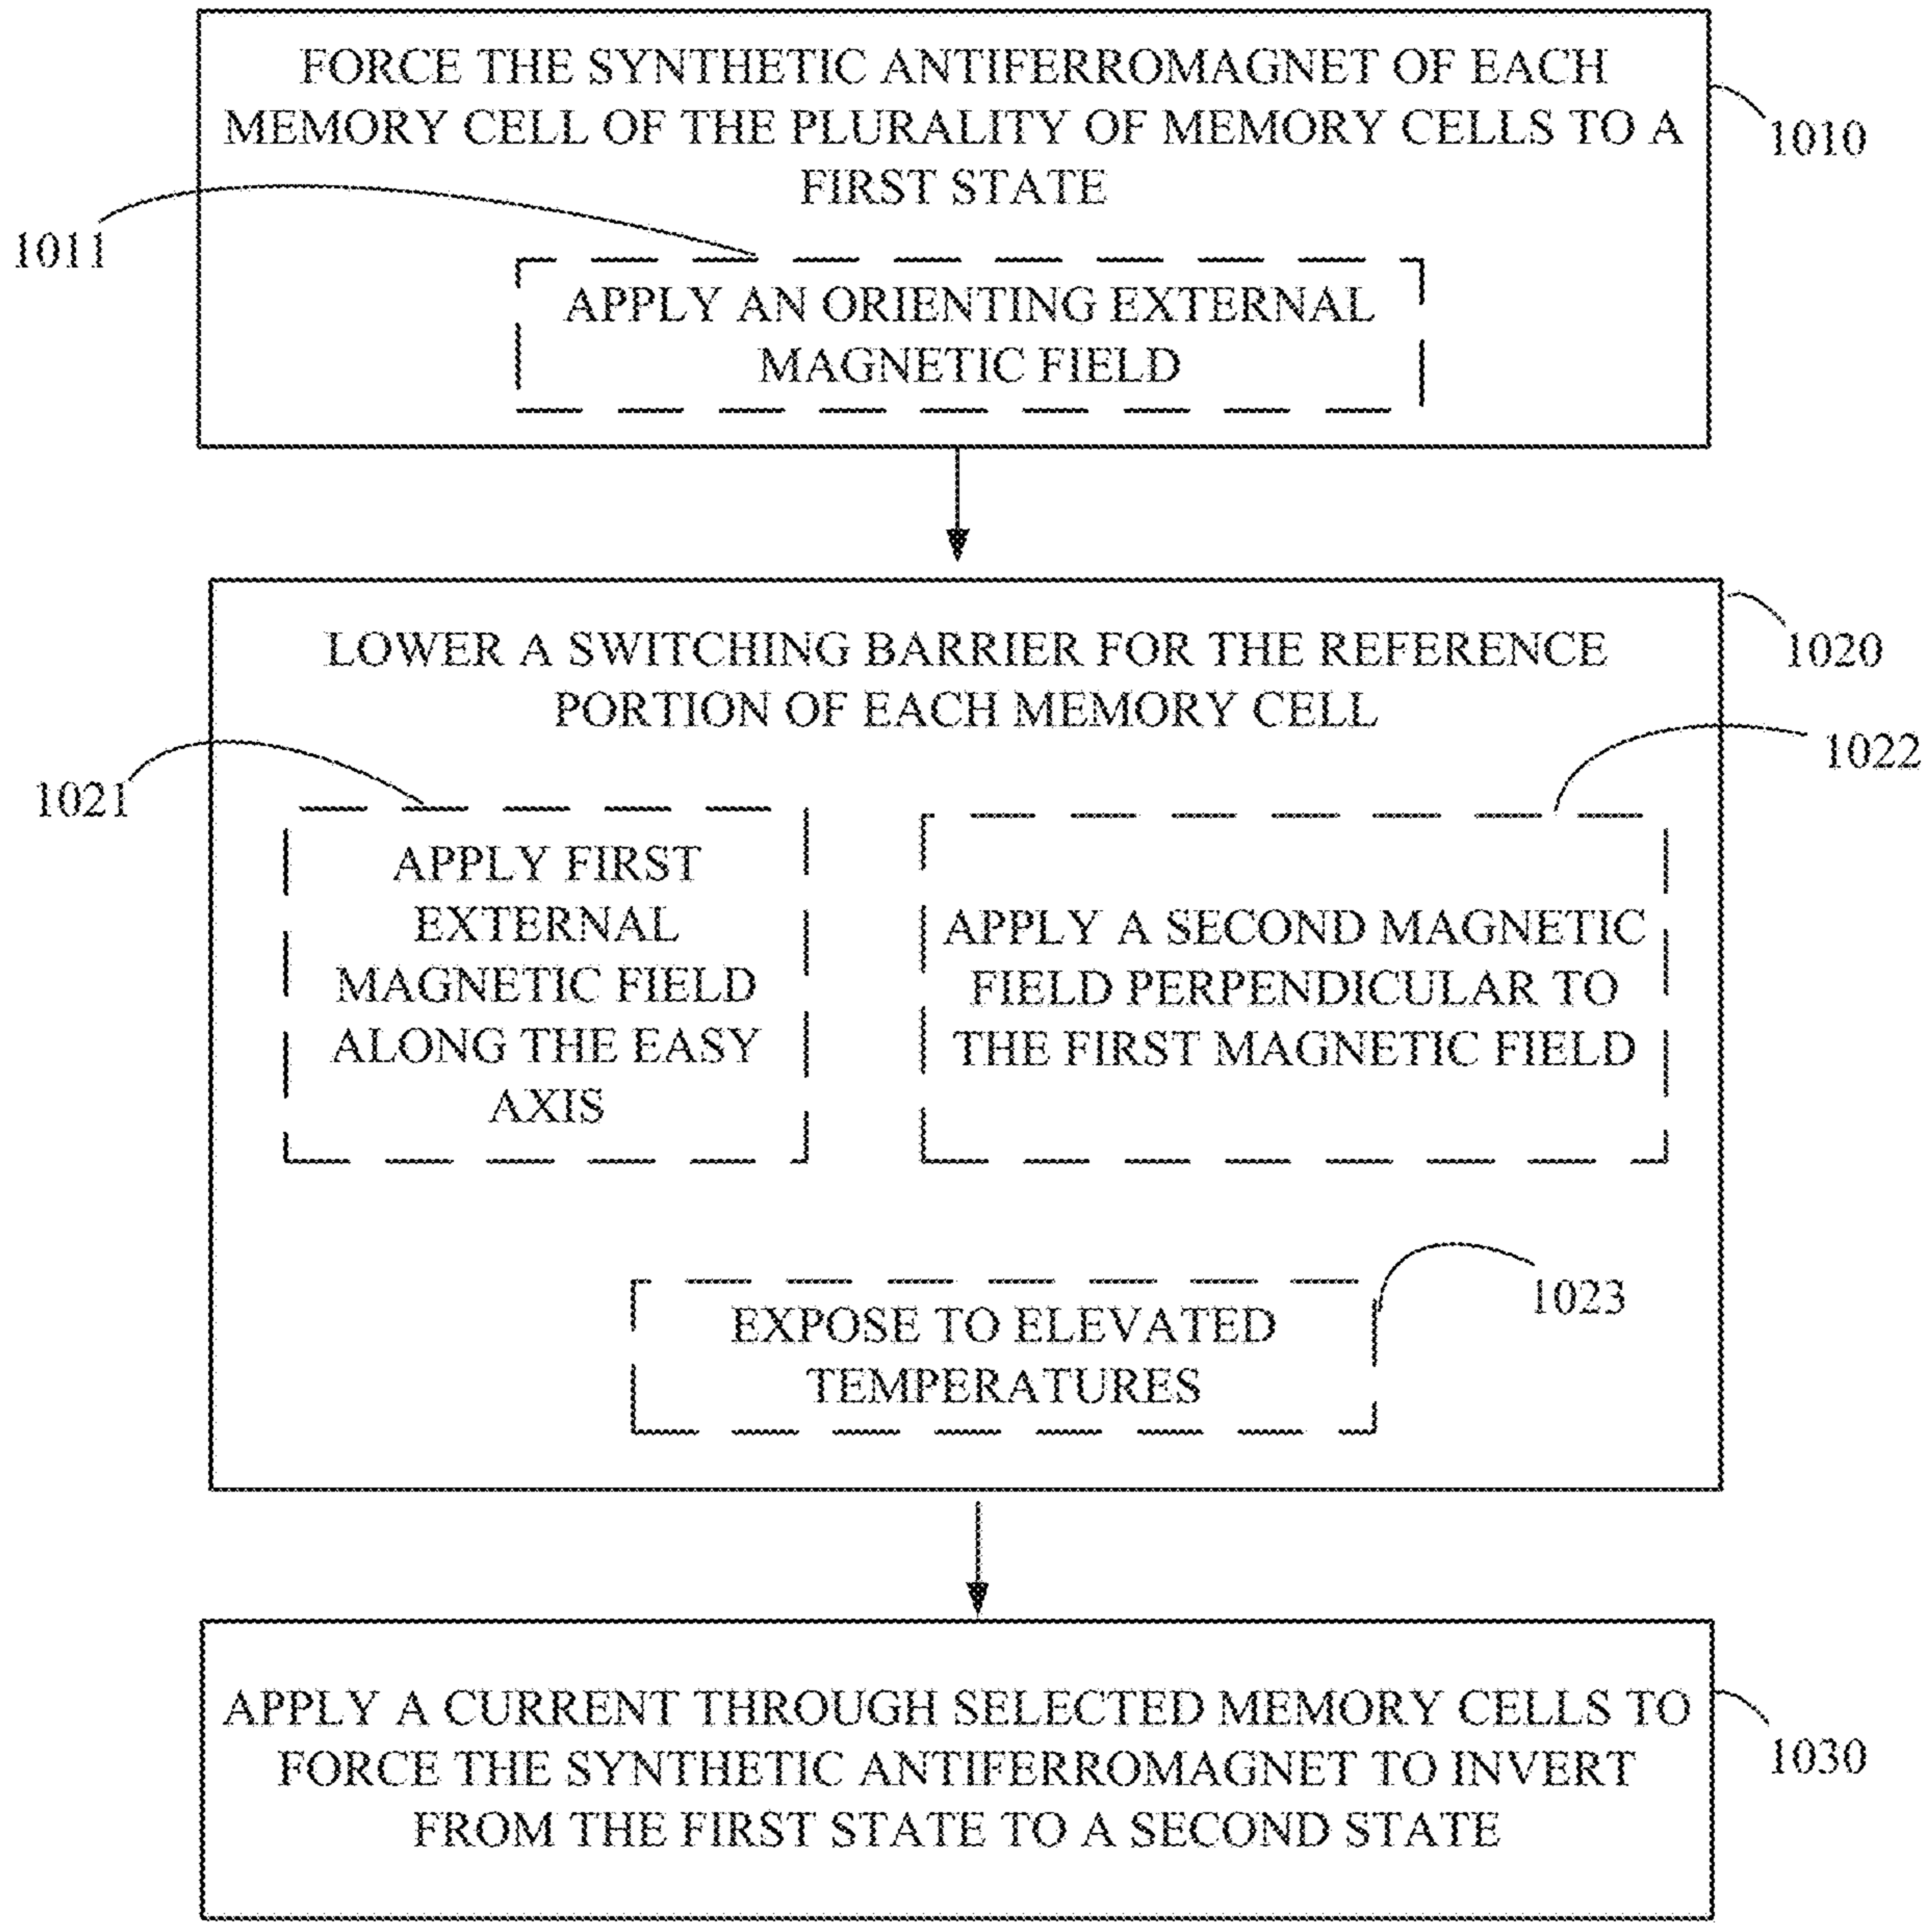 FORCE THE SYNTHETIC ANTIFERROMAGNET OF EACH
MEMORY CELL OF THE PLURALITY OF MEMORY CELLS TO A
FIRST STATE
1010
1011
APPLY AN ORIENTING EXTERNAL
MAGNETIC FIELD
LOWER A SWITCHING BARRIER FOR THE REFERENCE
PORTION OF EACH MEMORY CELL
1020
1021
1022
APPLY FIRST
EXTERNAL
MAGNETIC FIELD
ALONG THE EASY
AXIS
APPLY A SECOND MAGNETIC
FIELD PERPENDICULAR TO
THE FIRST MAGNETIC FIELD
EXPOSE TO ELEVATED
TEMPERATURES
1023
APPLY A CURRENT THROUGH SELECTED MEMORY CELLS TO
FORCE THE SYNTHETIC ANTIFERROMAGNET TO INVERT
FROM THE FIRST STATE TO A SECOND STATE
1030